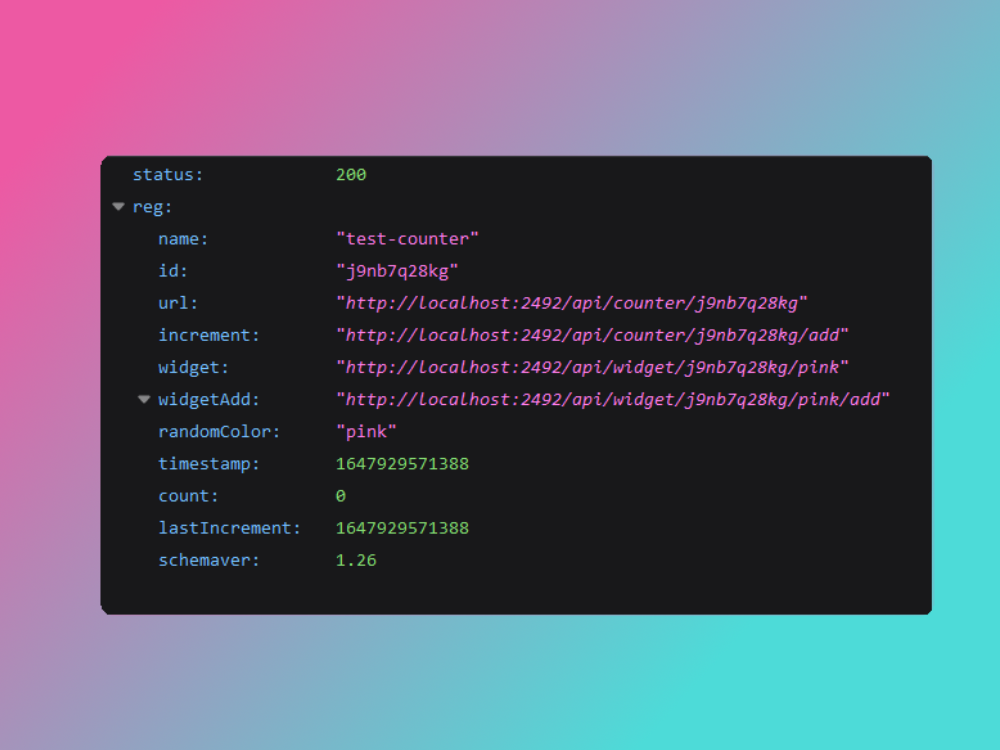 status: 200
reg:
name: "test-counter"
id: "j9nb7q28kg"
url: "http://localhost:2492/api/counter/j9nb7q28kg"
increment: "http://localhost:2492/api/counter/j9nb7q28kg/add"
widget: "http://localhost:2492/api/widget/j9nb7q28kg/pink"
widgetAdd: "http://localhost:2492/api/widget/j9nb7q28kg/pink/add"
randomColor: "pink"
timestamp: 1647929571388
count: 0
lastIncrement: 1647929571388
schemaver: 1.26